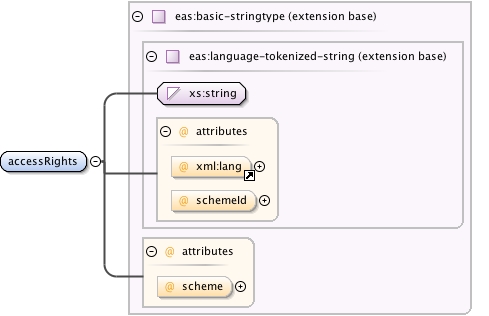 eas:basic-stringtype (extension base)
eas:language-tokenized-string (extension base)
xs:string
@ attributes
@ xml:lang
accessRights
@ schemeId
@ attributes
@ scheme